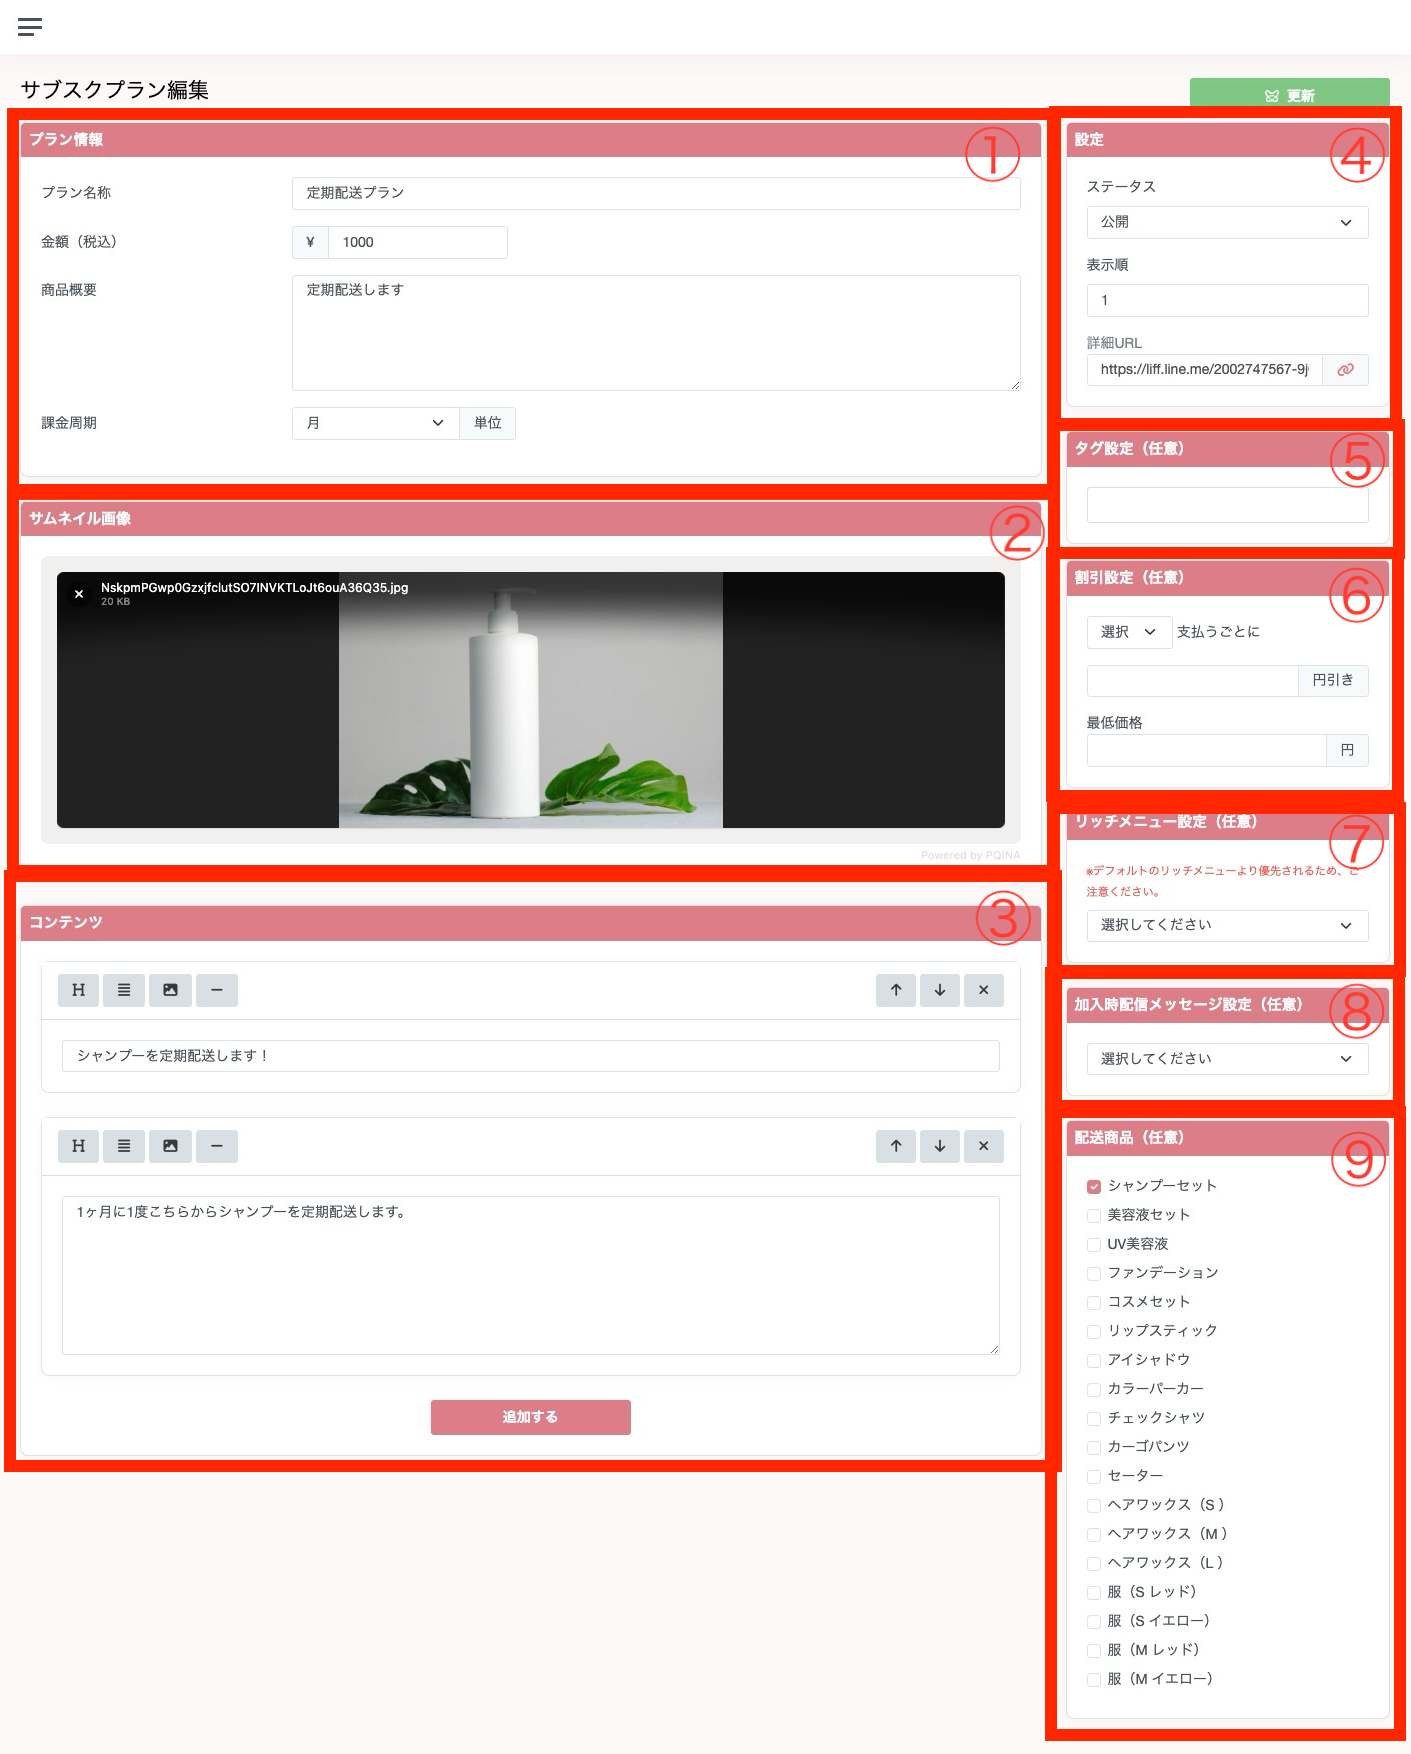 サブスクプラン編集
更新
プラン情報
①
プラン名称
定期配送プラン
金額（税込）
¥ 1000
商品概要
定期配送します
課金周期
月 単位
サムネイル画像
②
NskpmPGwp0GzxjfclutSO7INVKTLoJt6ouA36Q35.jpg
20 KB
Powered by PQINA
コンテンツ
③
H
シャンプーを定期配送します！
H
1ヶ月に1度こちらからシャンプーを定期配送します。
追加する
設定
④
ステータス
公開
表示順
1
詳細URL
https://liff.line.me/2002747567-9j
タグ設定（任意）
⑤
割引設定（任意）
⑥
選択 支払うごとに
円引き
最低価格
円
リッチメニュー設定（任意）
⑦
※デフォルトのリッチメニューより優先されるため、ご
注意ください。
選択してください
加入時配信メッセージ設定（任意）
⑧
選択してください
配送商品（任意）
⑨
シャンプーセット
美容液セット
UV美容液
ファンデーション
コスメセット
リップスティック
アイシャドウ
カラーパーカー
チェックシャツ
カーゴパンツ
セーター
ヘアワックス（S ）
ヘアワックス（M ）
ヘアワックス（L ）
服（S レッド）
服（S イエロー）
服（M レッド）
服（M イエロー）